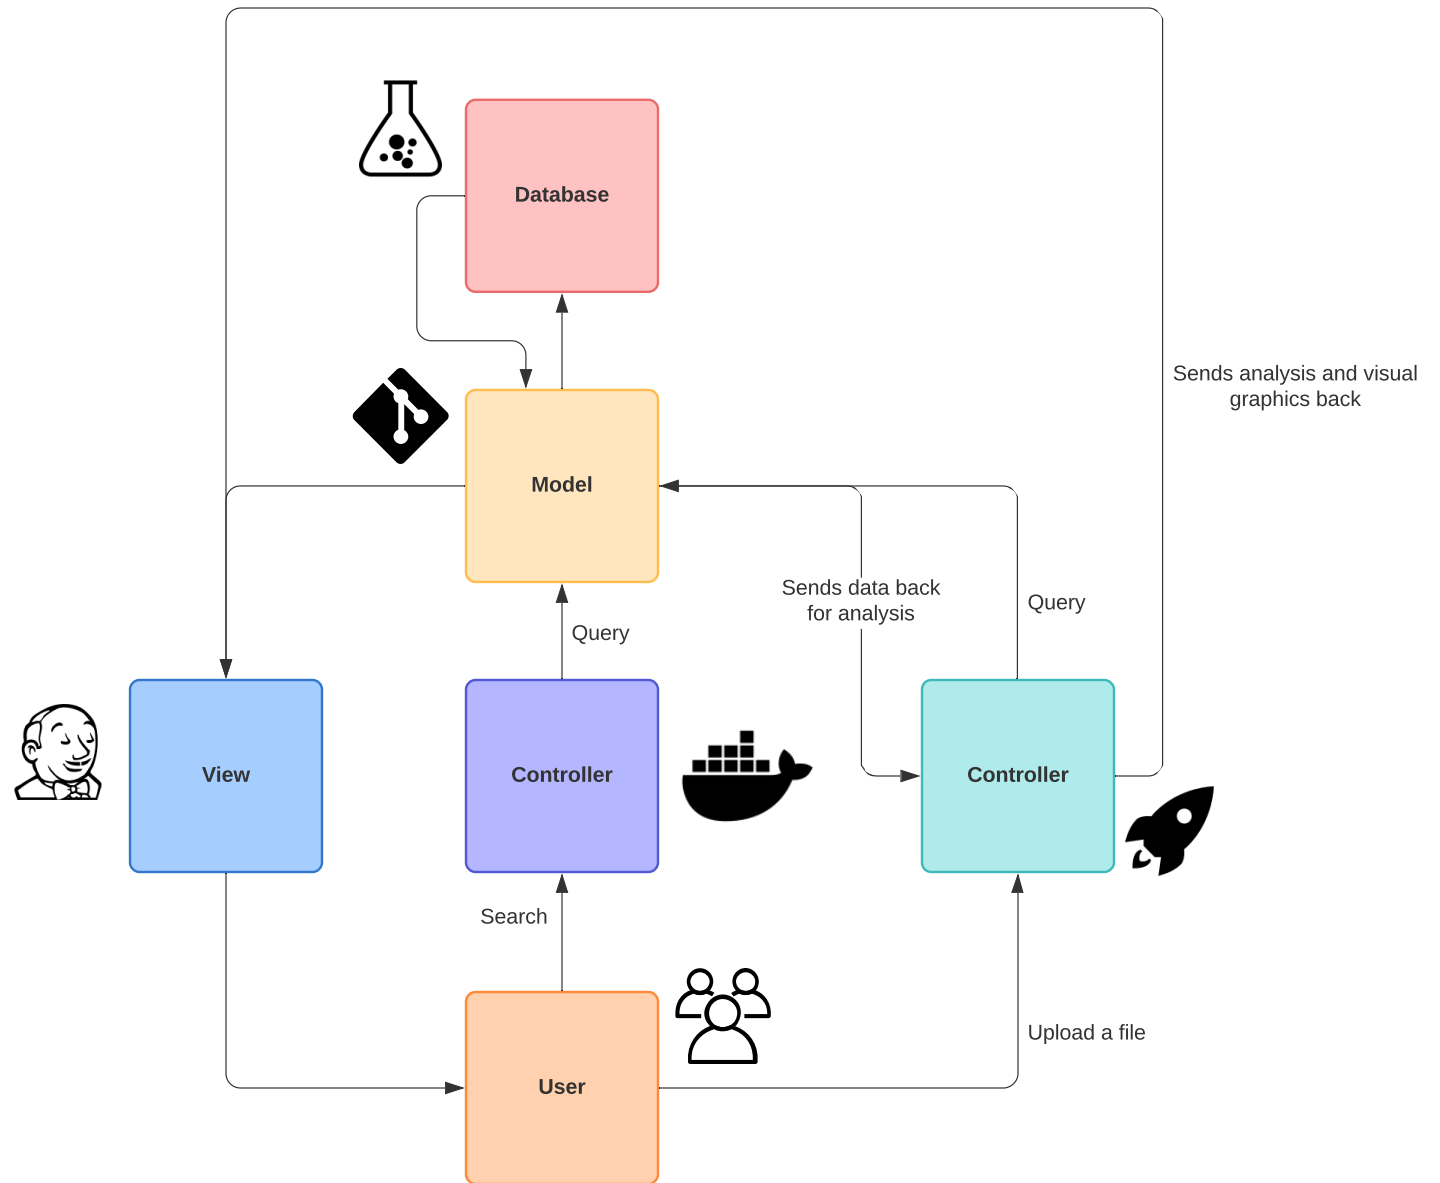 Database
Sends analysis and visual
graphics back
Model
Sends data back
for analysis
Query
Query
View
Controller
Controller
Search
Upload a file
User